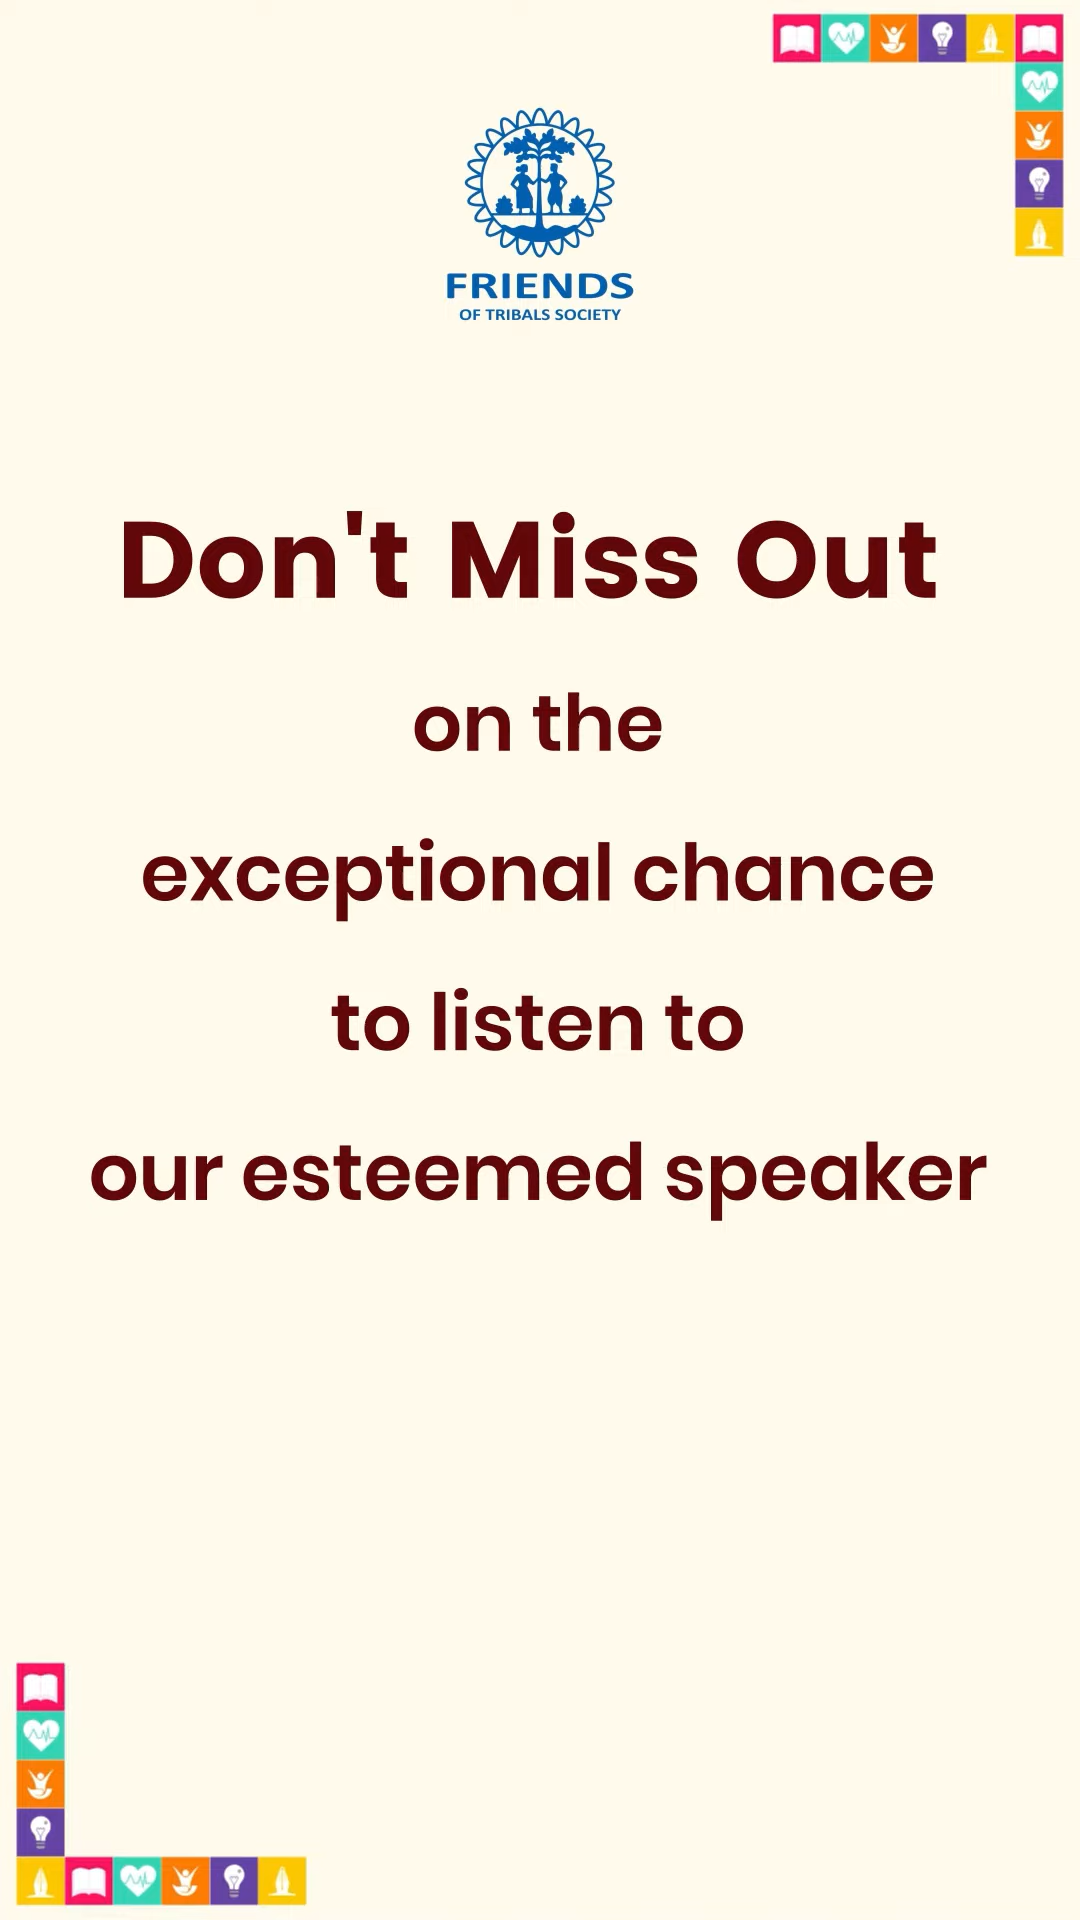 FRIENDS
OF TRIBALS SOCIETY
Don't Miss Out
on the
exceptional chance
to listen to
our esteemed speaker